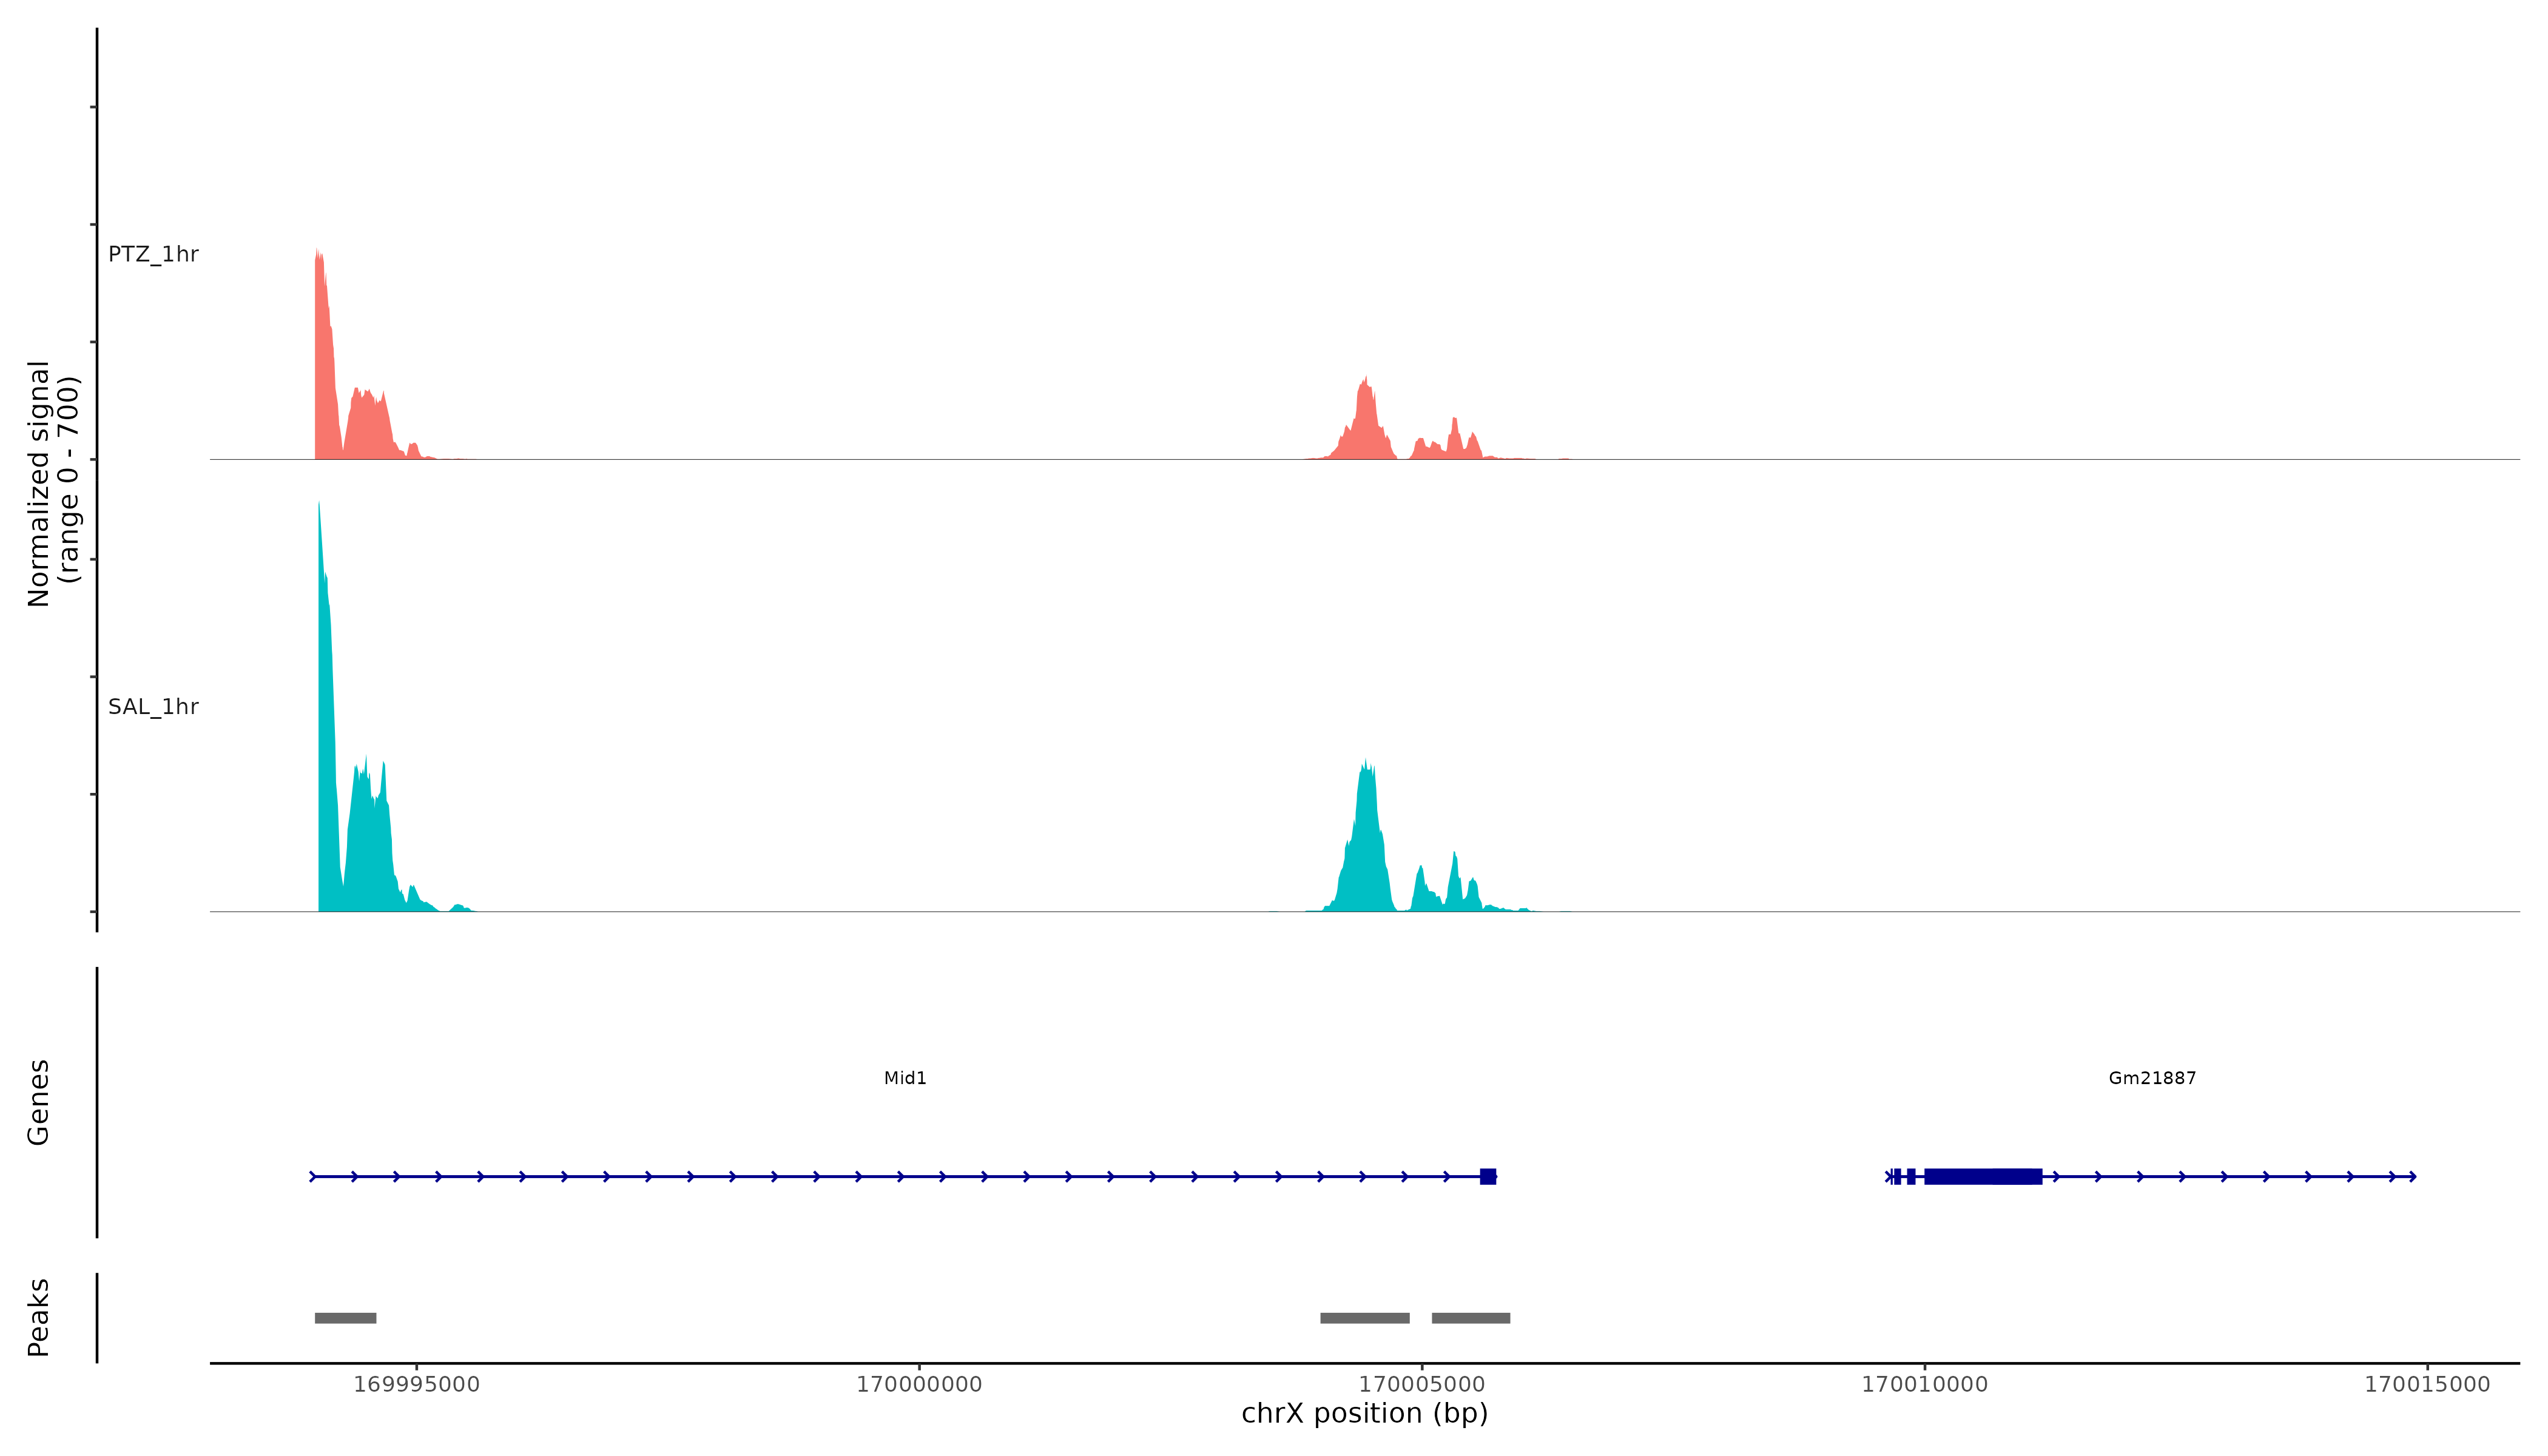 Normalized signal
(range 0 - 700)
PTZ_1hr
SAL_1hr
Genes
Mid1
Gm21887
Peaks
169995000 170000000 170005000 170010000 170015000
chrX position (bp)